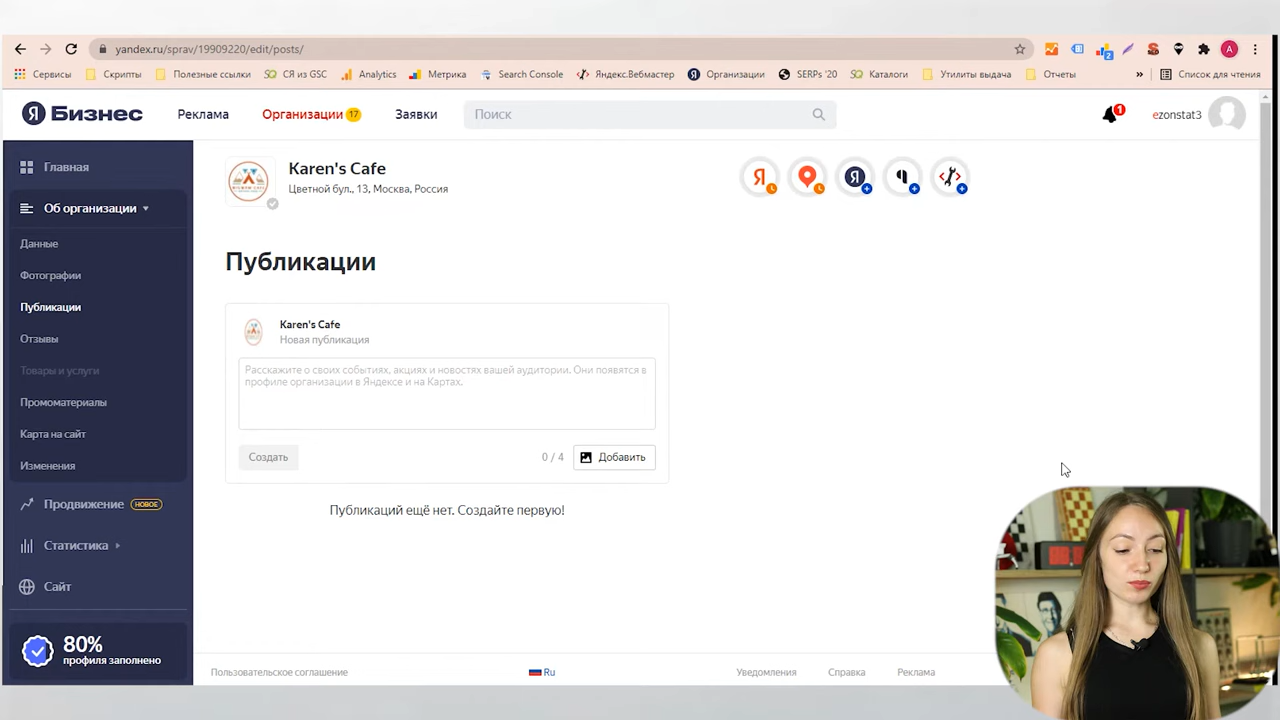 yandex.ru/sprav/19909220/edit/posts/
Сервисы Скрипты Полезные ссылки СЯ из GSC Analytics Метрика Search Console Яндекс.Вебмастер Организации SERPs '20 Каталоги Утилиты выдача Отчеты » Список для чтения
Я Бизнес Реклама Организации 17 Заявки Поиск 1 ezonstat3
Главная
Об организации
Данные
Фотографии
Публикации
Отзывы
Товары и услуги
Промоматериалы
Карта на сайт
Изменения
Продвижение НОВОЕ
Статистика
Сайт
80%
профиля заполнено
Karen's Cafe
Цветной бул., 13, Москва, Россия
Публикации
Karen's Cafe
Новая публикация
Расскажите о своих событиях, акциях и новостях вашей аудитории. Они появятся в
профиле организации в Яндексе и на Картах.
Создать 0 / 4 Добавить
Публикаций ещё нет. Создайте первую!
Пользовательское соглашение Ru Уведомления Справка Реклама